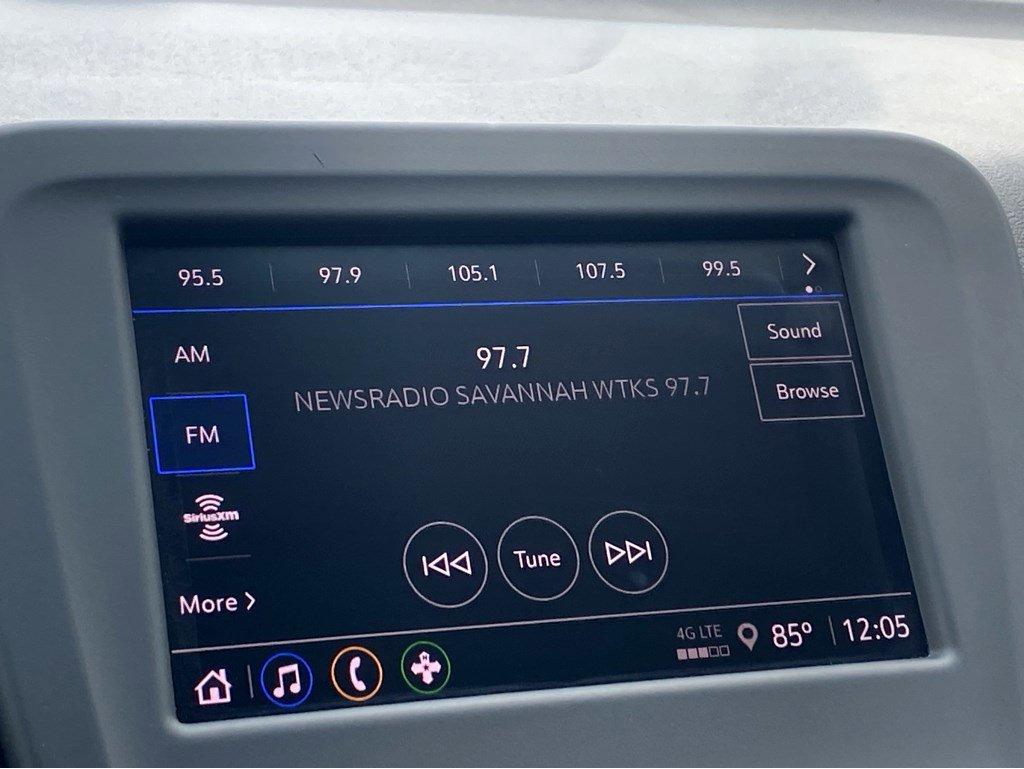 95.5 97.9 105.1 107.5 99.5
AM
97.7
Sound
NEWSRADIO SAVANNAH WTKS 97.7
Browse
FM
SiriusXM
Tune
More
4G LTE 85° 12:05